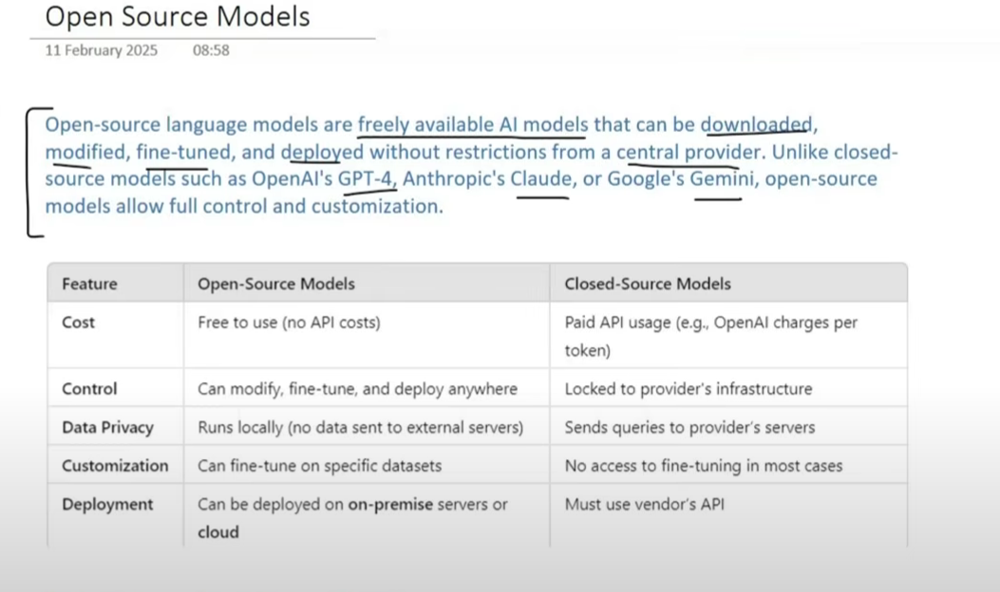 Open Source Models
11 February 2025 08:58
Open-source language models are freely available AI models that can be downloaded,
modified, fine-tuned, and deployed without restrictions from a central provider. Unlike closed-
source models such as OpenAI's GPT-4, Anthropic's Claude, or Google's Gemini, open-source
models allow full control and customization.
Feature Open-Source Models Closed-Source Models
Cost Free to use (no API costs) Paid API usage (e.g., OpenAI charges per
token)
Control Can modify, fine-tune, and deploy anywhere Locked to provider's infrastructure
Data Privacy Runs locally (no data sent to external servers) Sends queries to provider's servers
Customization Can fine-tune on specific datasets No access to fine-tuning in most cases
Deployment Can be deployed on on-premise servers or Must use vendor's API
cloud